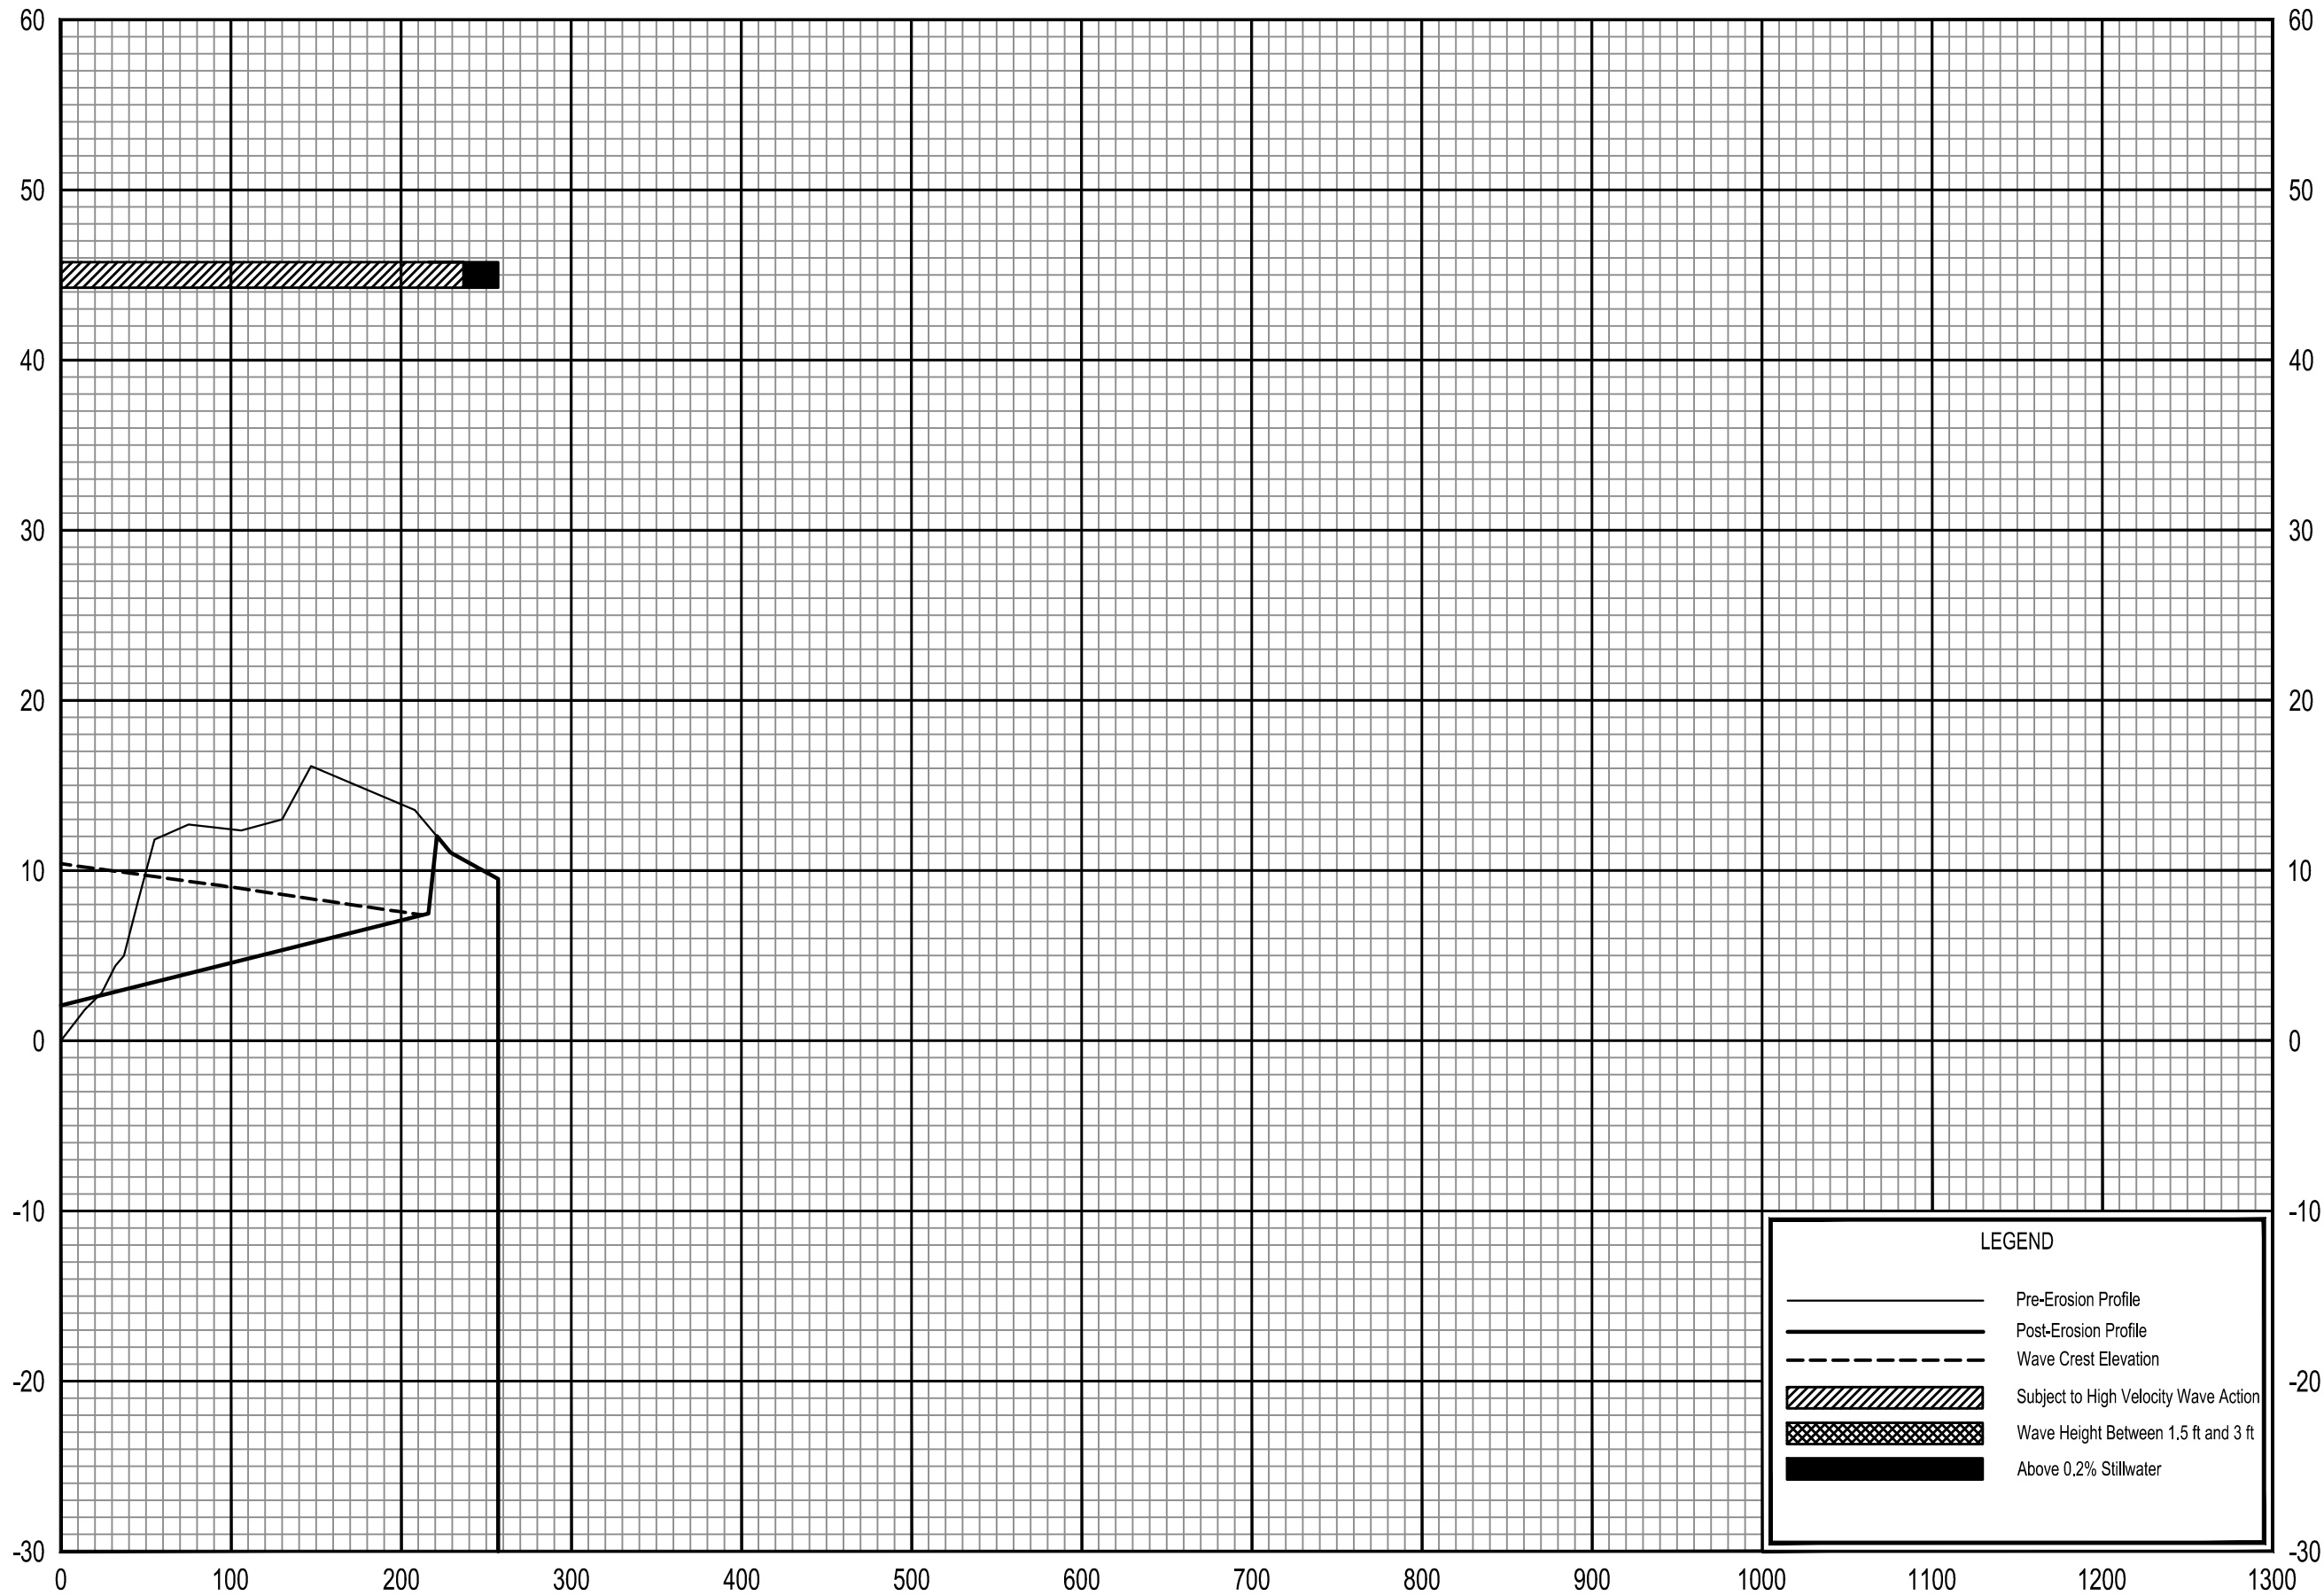 60 60
50 50
40 40
30 30
20 20
10 10
0 0
-10 -10
LEGEND
Pre-Erosion Profile
Post-Erosion Profile
Wave Crest Elevation
-20 -20
Subject to High Velocity Wave Action
Wave Height Between 1.5 ft and 3 ft
Above 0.2% Stillwater
-30 -30
0 100 200 300 400 500 600 700 800 900 1000 1100 1200 1300